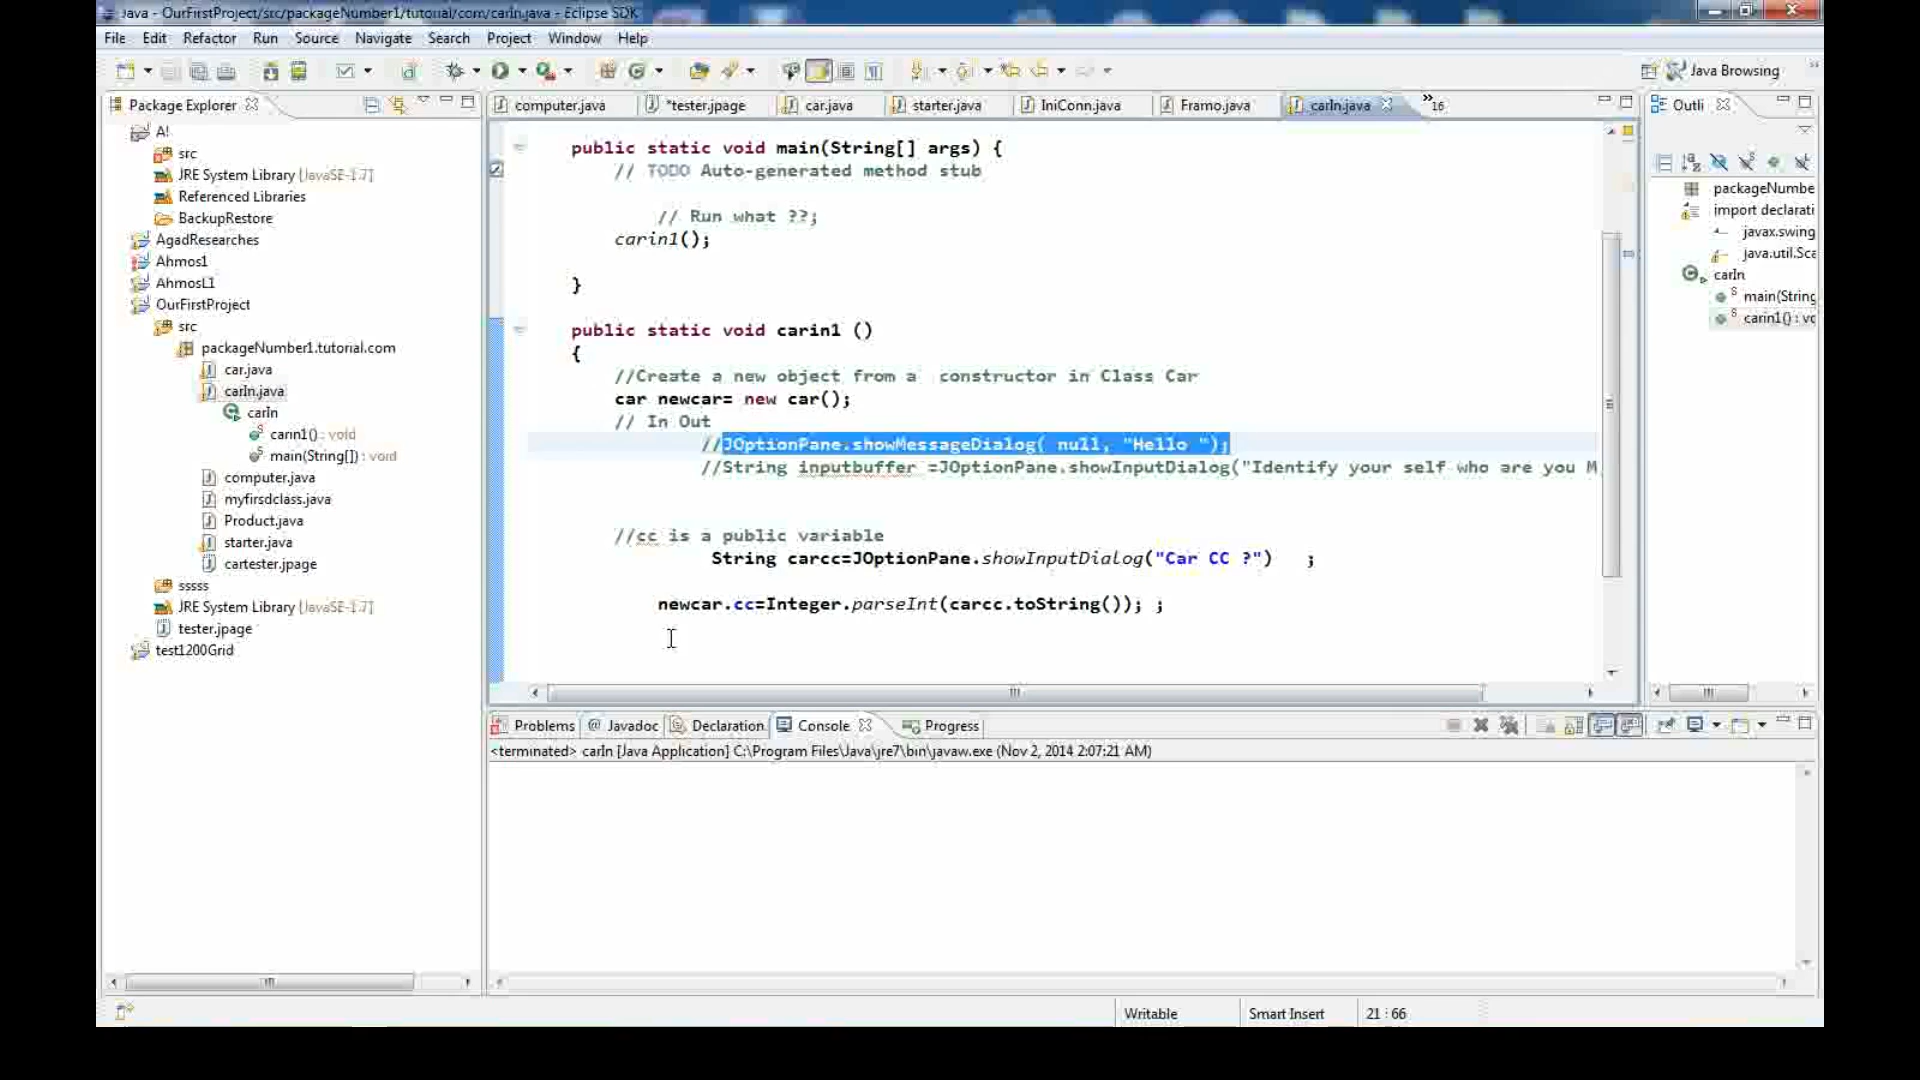 Java - OurFirstProject/src/packageNumber1/tutorial/com/carIn.java - Eclipse SDK
File Edit Refactor Run Source Navigate Search Project Window Help
Java Browsing
Package Explorer
computer.java *tester.jpage car.java starter.java IniConn.java Framo.java carIn.java »16
Outli
A!
src
JRE System Library [JavaSE-1.7]
Referenced Libraries
BackupRestore
AgadResearches
Ahmos1
AhmosL1
OurFirstProject
src
packageNumber1.tutorial.com
car.java
carIn.java
carIn
carin1() : void
main(String[]) : void
computer.java
myfirsdclass.java
Product.java
starter.java
cartester.jpage
sssss
JRE System Library [JavaSE-1.7]
tester.jpage
test1200Grid
public static void main(String[] args) {
// TODO Auto-generated method stub
// Run what ??;
carin1();
}
public static void carin1 ()
{
//Create a new object from a  constructor in Class Car
car newcar= new car();
// In Out
//JOptionPane.showMessageDialog( null, "Hello ");
//String inputbuffer =JOptionPane.showInputDialog("Identify your self who are you M
//cc is a public variable
String carcc=JOptionPane.showInputDialog("Car CC ?")   ;
newcar.cc=Integer.parseInt(carcc.toString()); ;
packageNumbe
import declarati
javax.swing
java.util.Sca
carIn
main(String
carin1() : vo
Problems @ Javadoc Declaration Console Progress
<terminated> carIn [Java Application] C:\Program Files\Java\jre7\bin\javaw.exe (Nov 2, 2014 2:07:21 AM)
Writable Smart Insert 21 : 66